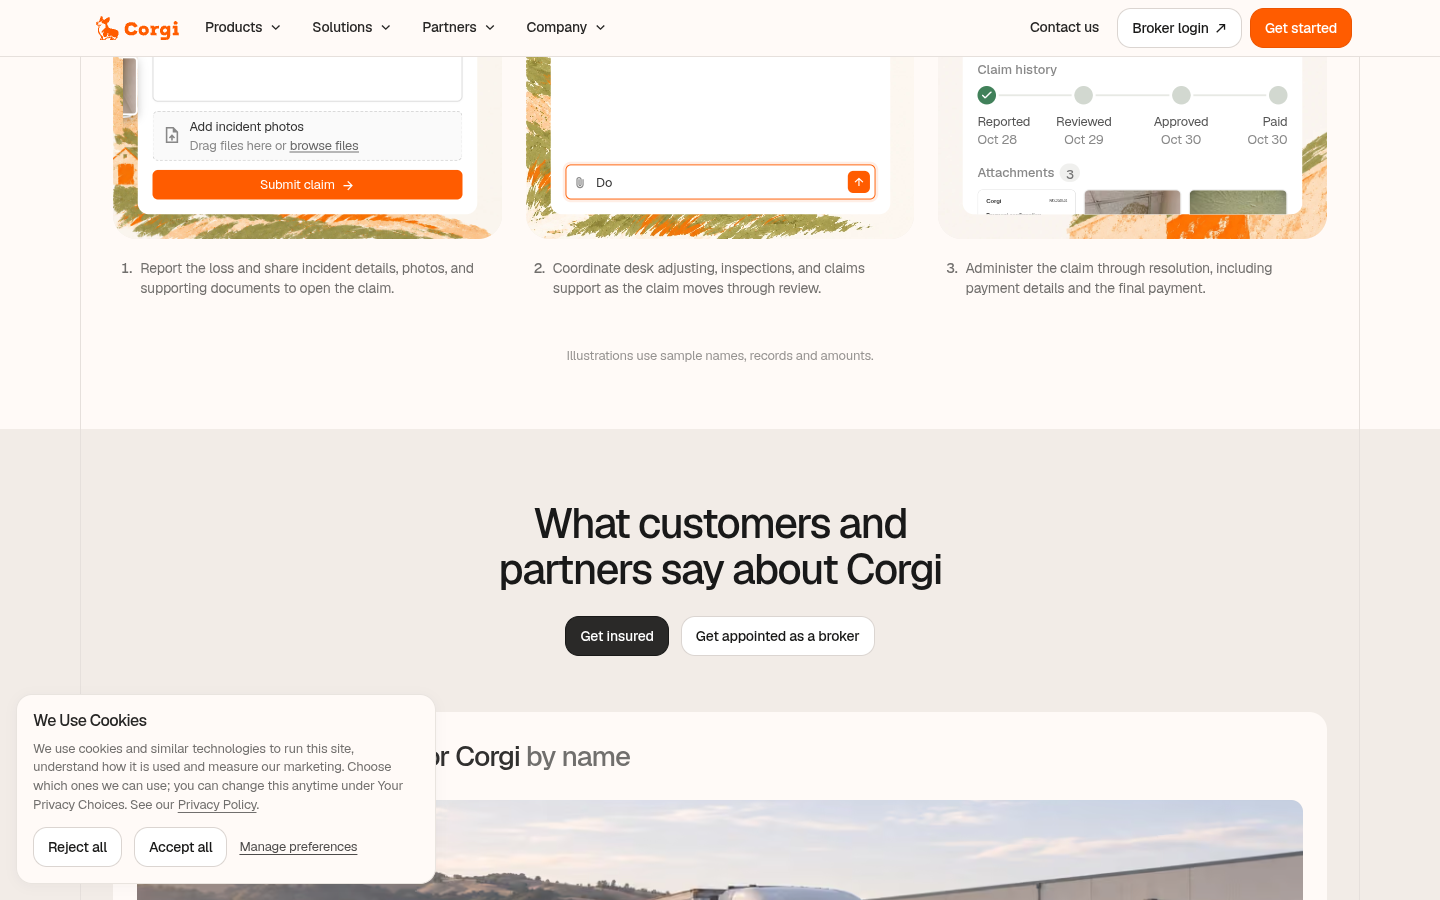 Corgi
Products
Solutions
Partners
Company
Contact us
Broker login
Get started
Add incident photos
Drag files here or browse files
Submit claim
Do
Claim history
Reported
Reviewed
Approved
Paid
Oct 28
Oct 29
Oct 30
Oct 30
Attachments 3
Corgi
1. Report the loss and share incident details, photos, and
supporting documents to open the claim.
2. Coordinate desk adjusting, inspections, and claims
support as the claim moves through review.
3. Administer the claim through resolution, including
payment details and the final payment.
Illustrations use sample names, records and amounts.
What customers and
partners say about Corgi
Get insured
Get appointed as a broker
Corgi by name
We Use Cookies
We use cookies and similar technologies to run this site,
understand how it is used and measure our marketing. Choose
which ones we can use; you can change this anytime under Your
Privacy Choices. See our Privacy Policy.
Reject all
Accept all
Manage preferences